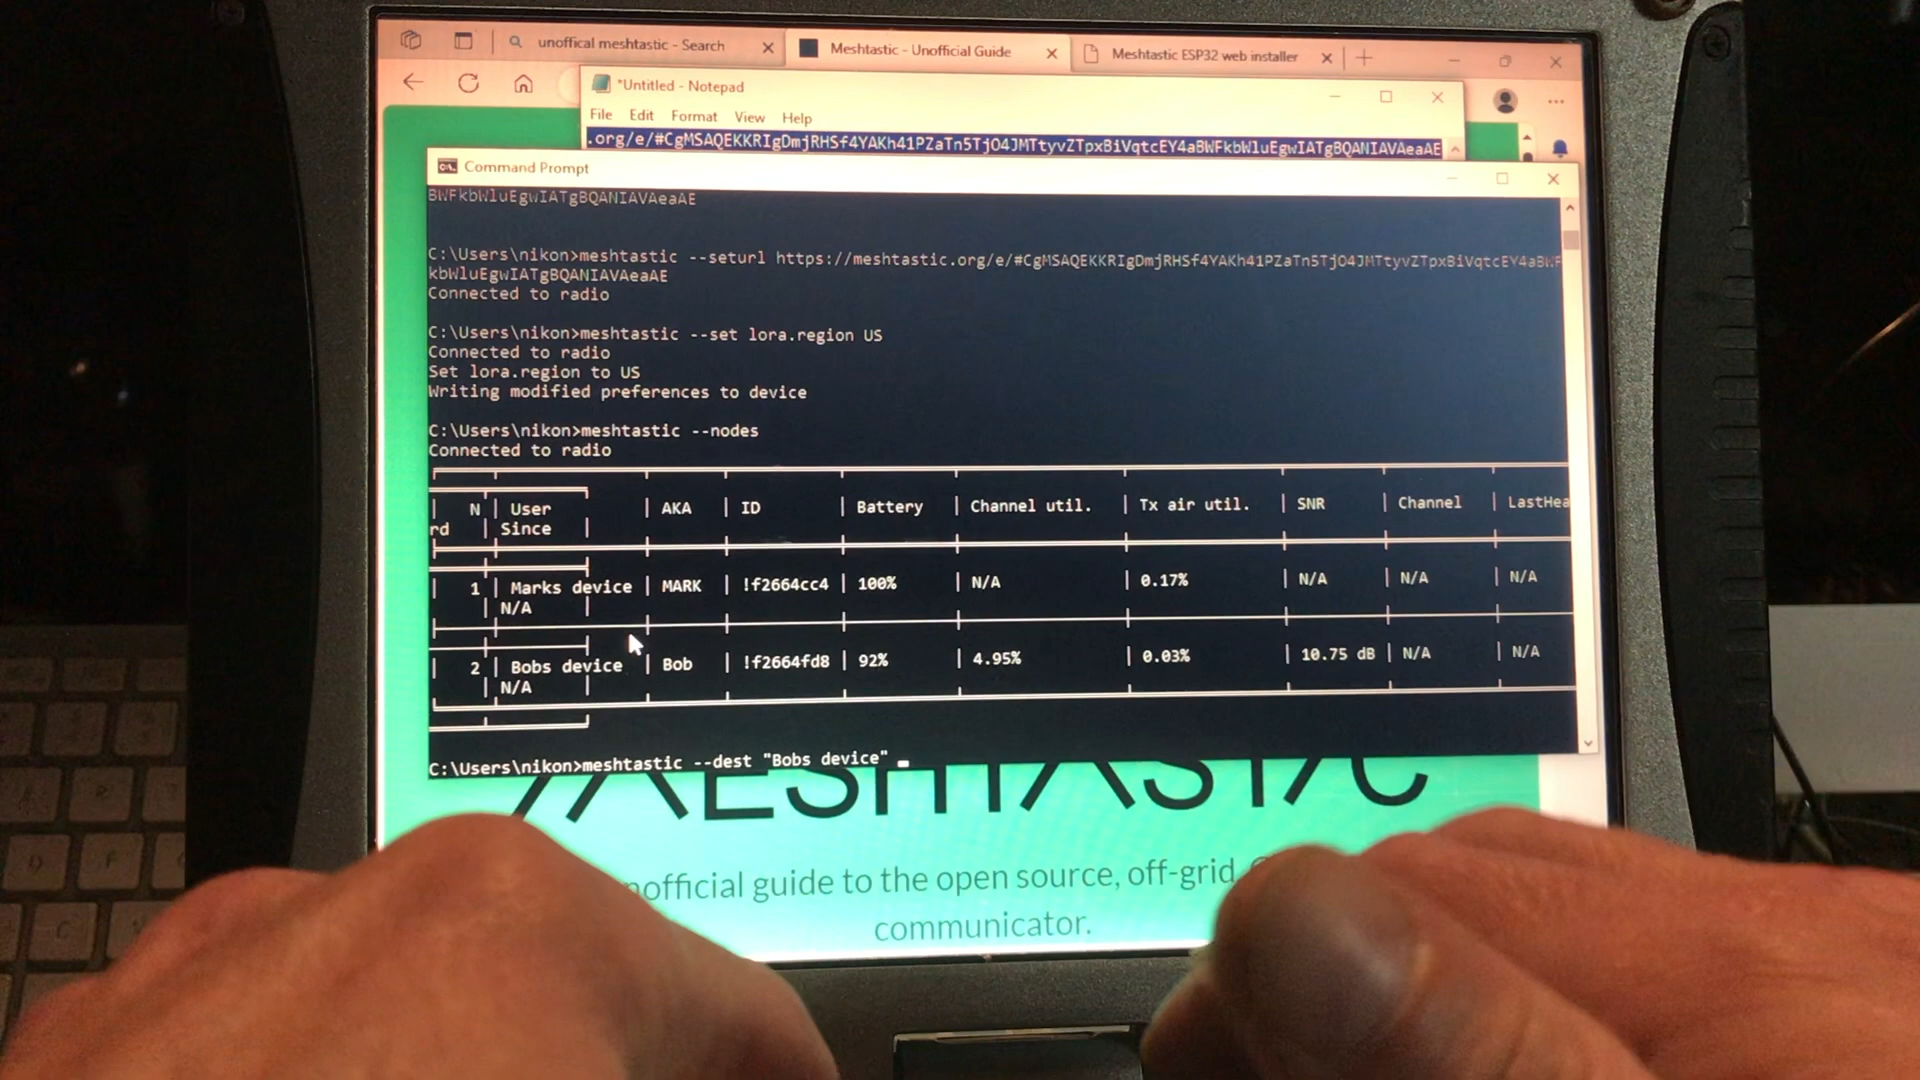 unoffical meshtastic - Search
Meshtastic - Unofficial Guide
Meshtastic ESP32 web installer
*Untitled - Notepad
File Edit Format View Help
.org/e/#CgMSAQEKKRIgDmjRHSf4YAKh41PZaTn5TjO4JMTtyvZTpxBiVqtcEY4aBWFkbWluEgwIATgBQANIAVAeaAE
Command Prompt
BWFkbWluEgwIATgBQANIAVAeaAE
C:\Users\nikon>meshtastic --seturl https://meshtastic.org/e/#CgMSAQEKKRIgDmjRHSf4YAKh41PZaTn5TjO4JMTtyvZTpxBiVqtcEY4aBWF
kbWluEgwIATgBQANIAVAeaAE
Connected to radio
C:\Users\nikon>meshtastic --set lora.region US
Connected to radio
Set lora.region to US
Writing modified preferences to device
C:\Users\nikon>meshtastic --nodes
Connected to radio
| N | User | AKA | ID | Battery | Channel util. | Tx air util. | SNR | Channel | LastHea
rd | Since |
| 1 | Marks device | MARK | !f2664cc4 | 100% | N/A | 0.17% | N/A | N/A | N/A
| N/A |
| 2 | Bobs device | Bob | !f2664fd8 | 92% | 4.95% | 0.03% | 10.75 dB | N/A | N/A
| N/A |
C:\Users\nikon>meshtastic --dest "Bobs device"
MESHTASTIC
nofficial guide to the open source, off-grid,
communicator.